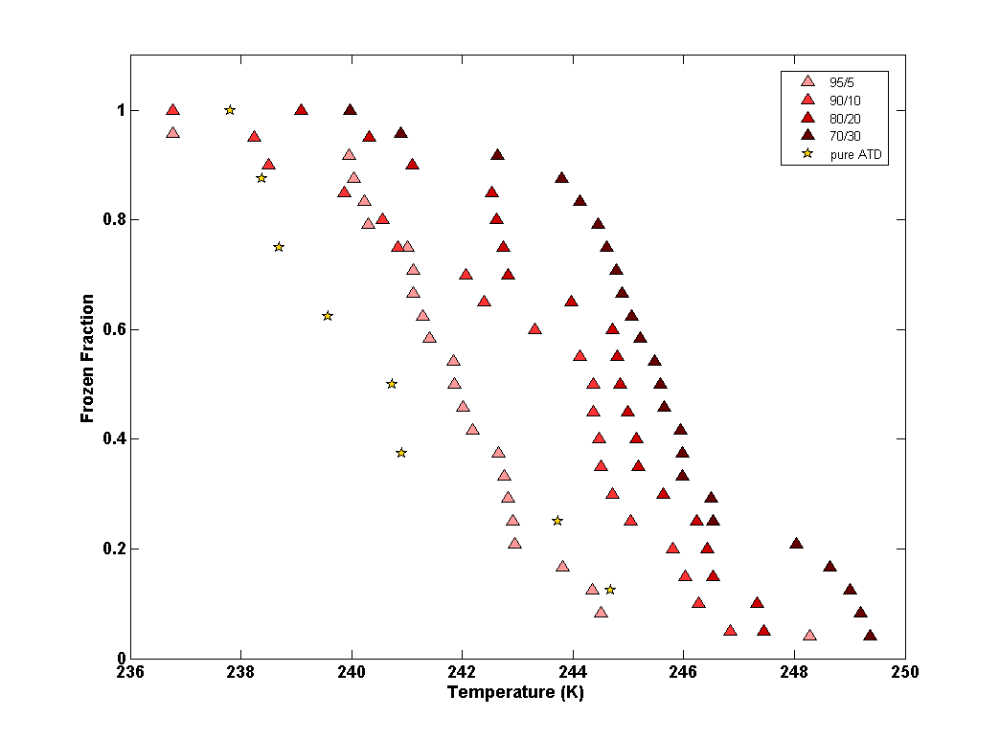 95/5
90/10
80/20
70/30
pure ATD
1
0.8
0.6
0.4
0.2
0
Frozen Fraction
236 238 240 242 244 246 248 250
Temperature (K)